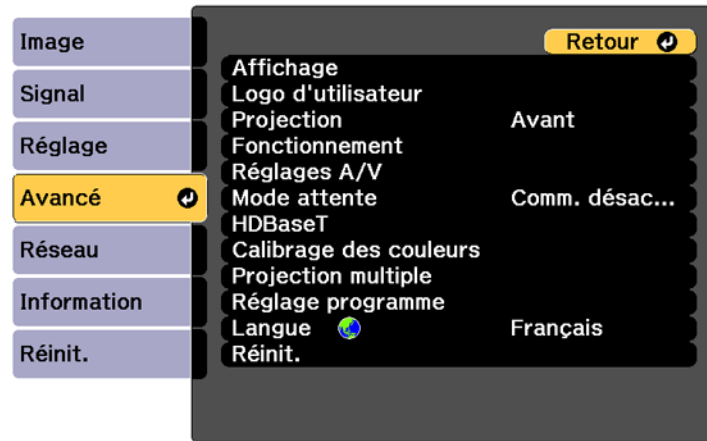 Image
Signal
Réglage
Avancé
Réseau
Information
Réinit.
Retour
Affichage
Logo d'utilisateur
Projection Avant
Fonctionnement
Réglages A/V
Mode attente Comm. désac...
HDBaseT
Calibrage des couleurs
Projection multiple
Réglage programme
Langue Français
Réinit.